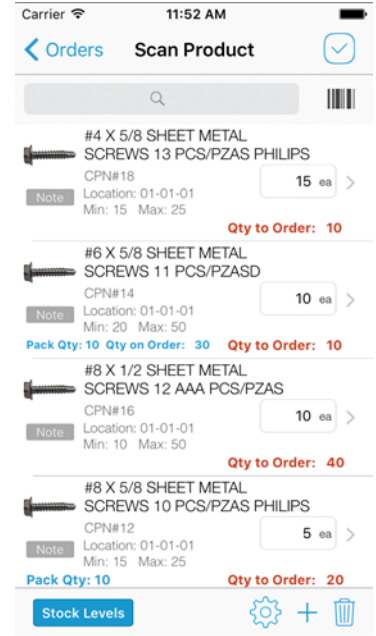 Carrier 11:52 AM
Orders Scan Product
#4 X 5/8 SHEET METAL
SCREWS 13 PCS/PZAS PHILIPS
CPN#18
15 ea
Note Location: 01-01-01
Min: 15 Max: 25
Qty to Order: 10
#6 X 5/8 SHEET METAL
SCREWS 11 PCS/PZASD
CPN#14
10 ea
Note Location: 01-01-01
Min: 20 Max: 50
Pack Qty: 10 Qty on Order: 30 Qty to Order: 10
#8 X 1/2 SHEET METAL
SCREWS 12 AAA PCS/PZAS
CPN#16
10 ea
Note Location: 01-01-01
Min: 10 Max: 50
Qty to Order: 40
#8 X 5/8 SHEET METAL
SCREWS 10 PCS/PZAS PHILIPS
CPN#12
5 ea
Note Location: 01-01-01
Min: 15 Max: 25
Pack Qty: 10 Qty to Order: 20
Stock Levels